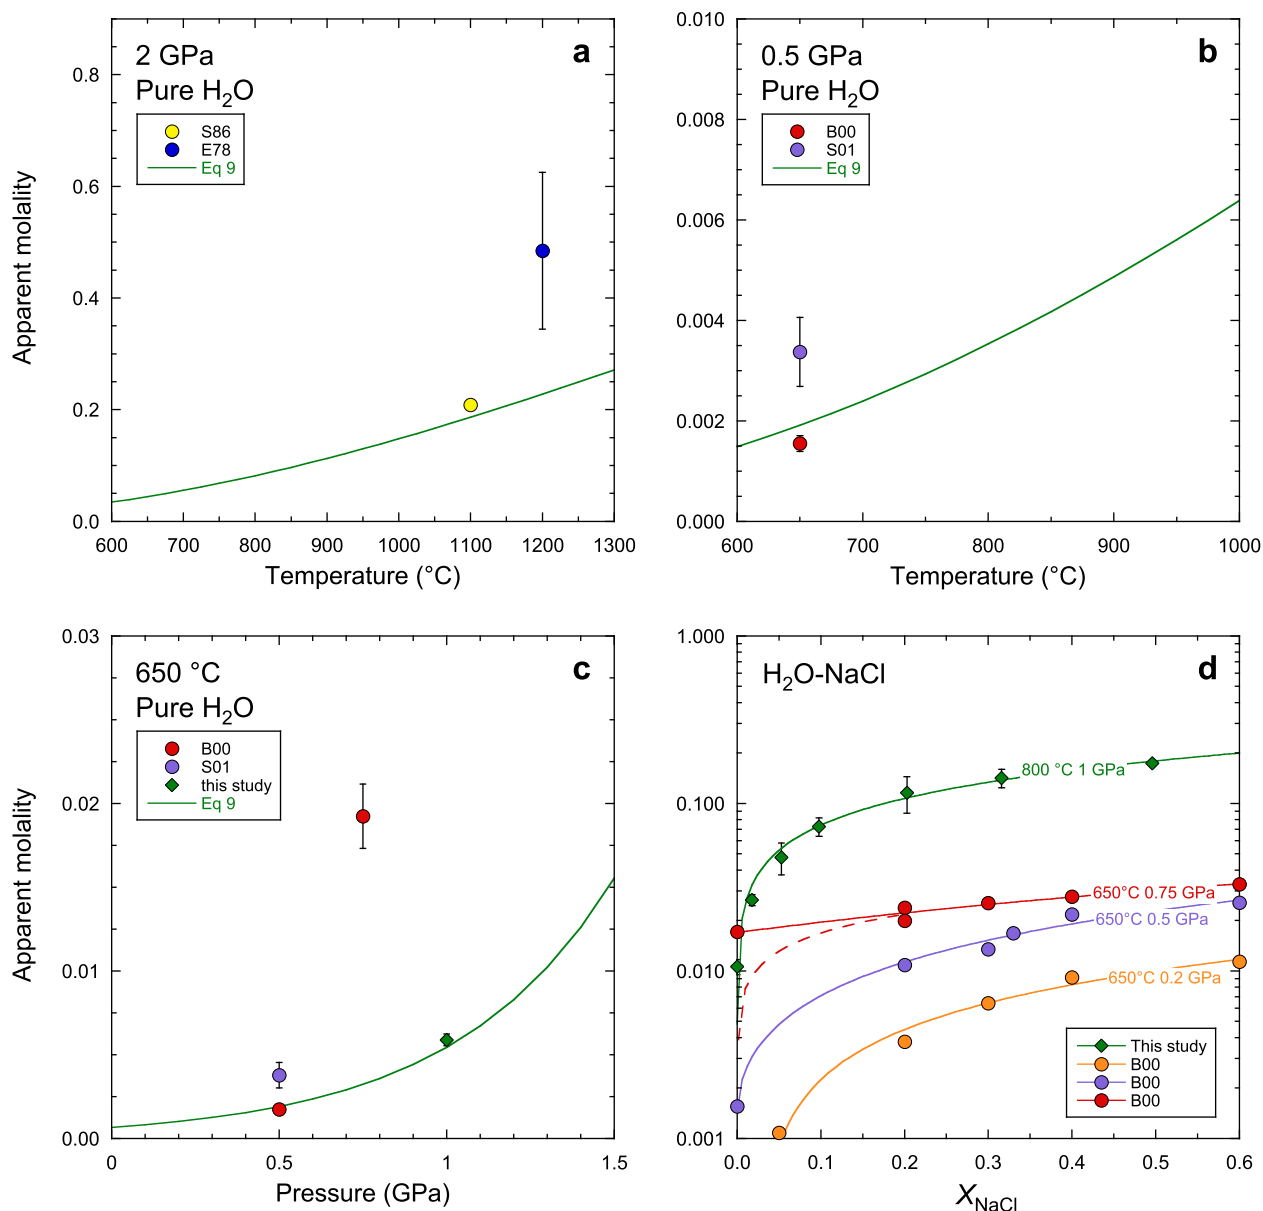 2 GPa
Pure H₂O
a
S86
E78
Eq 9
0.8
0.6
0.4
0.2
0.0
Apparent molality
600 700 800 900 1000 1100 1200 1300
Temperature (°C)
0.5 GPa
Pure H₂O
b
B00
S01
Eq 9
0.010
0.008
0.006
0.004
0.002
0.000
600 700 800 900 1000
Temperature (°C)
650 °C
Pure H₂O
c
B00
S01
this study
Eq 9
0.03
0.02
0.01
0.00
Apparent molality
0 0.5 1 1.5
Pressure (GPa)
H₂O-NaCl
d
1.000
0.100
0.010
0.001
800 °C 1 GPa
650°C 0.75 GPa
650°C 0.5 GPa
650°C 0.2 GPa
This study
B00
B00
B00
0.0 0.1 0.2 0.3 0.4 0.5 0.6
X_NaCl